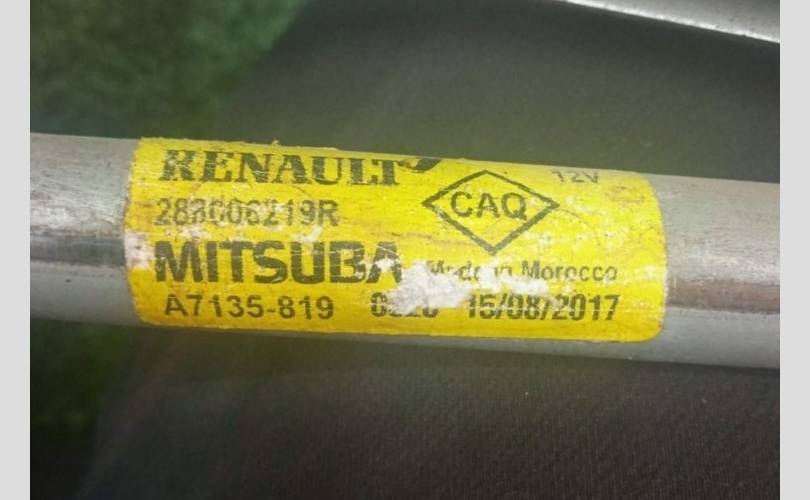 RENAULT 12V
288006219R CAQ
MITSUBA Made in Morocco
A7135-819 15/08/2017